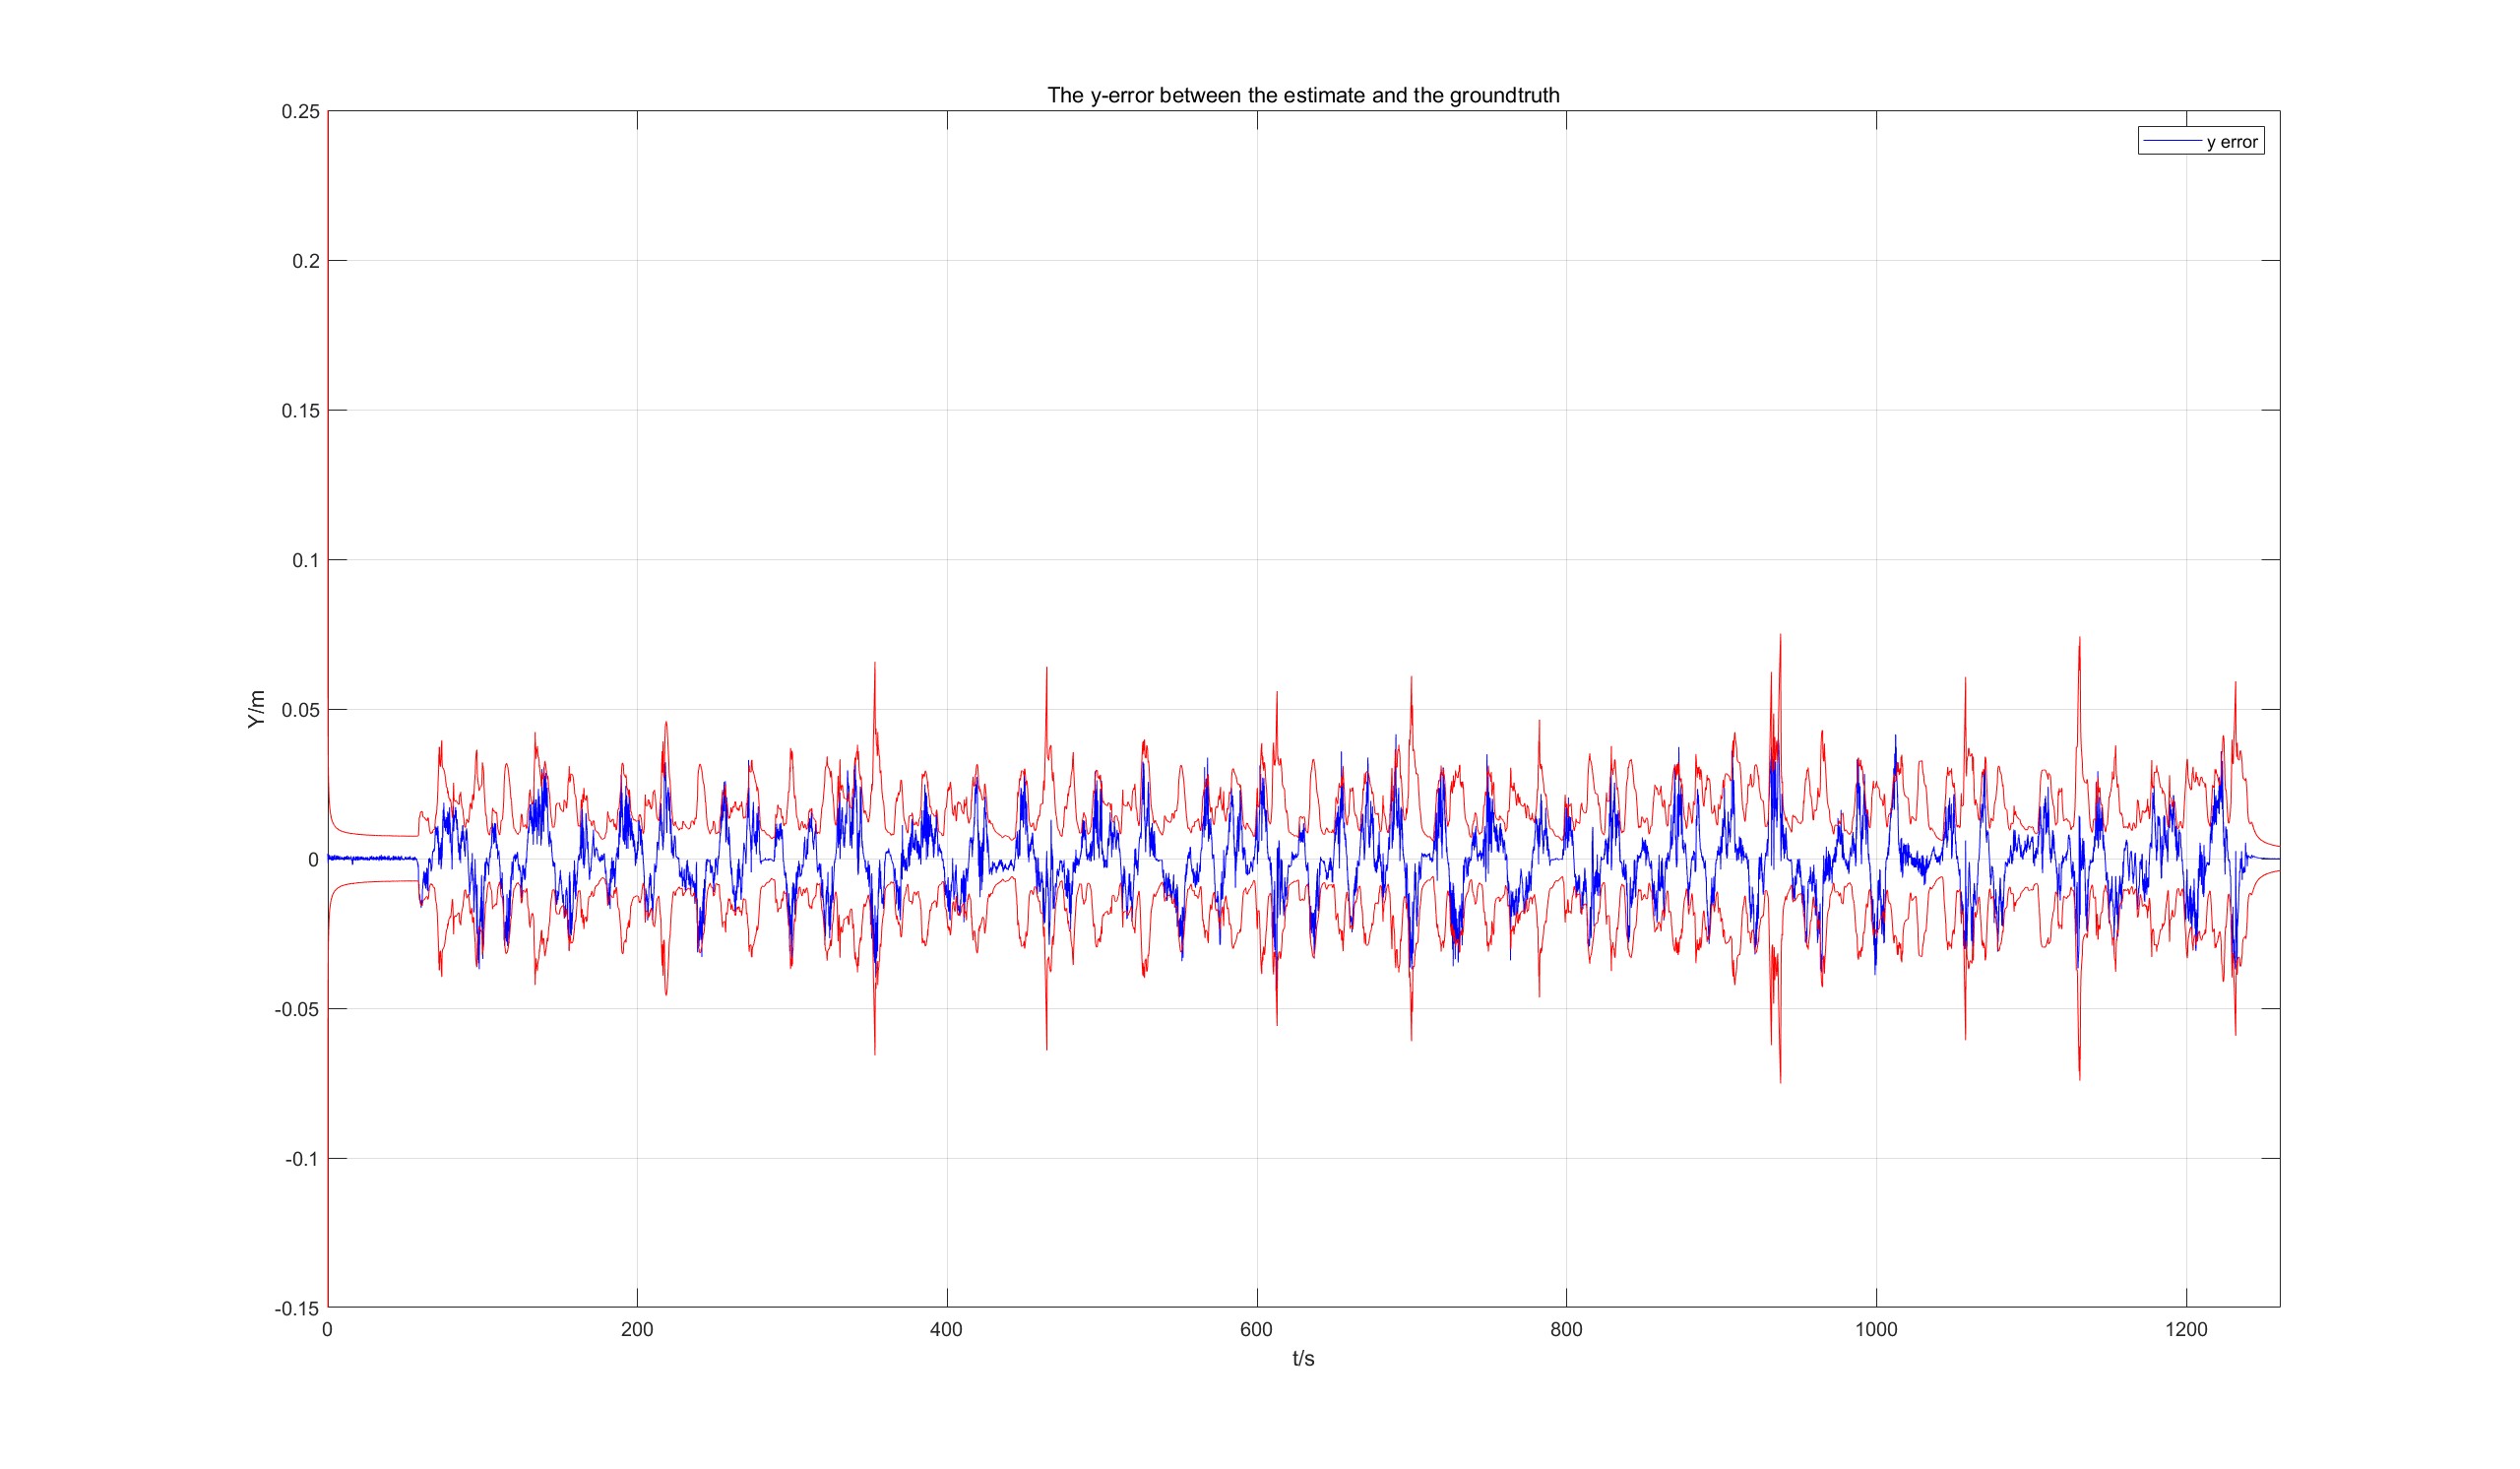 The y-error between the estimate and the groundtruth
y error
0.25
0.2
0.15
0.1
0.05
0
-0.05
-0.1
-0.15
Y/m
0 200 400 600 800 1000 1200
t/s